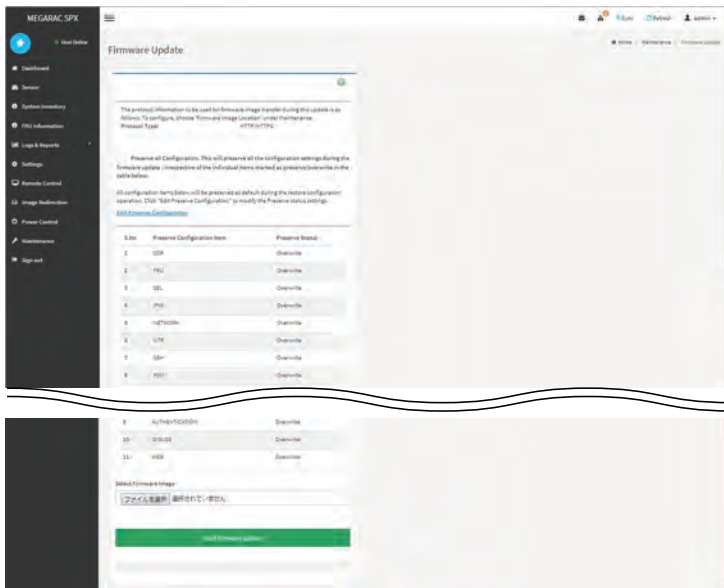 MEGARAC SPX
Sync
Refresh
admin
Host Online
Firmware Update
Home
Maintenance
Firmware Update
Dashboard
Sensor
System Inventory
FRU Information
Logs & Reports
Settings
Remote Control
Image Redirection
Power Control
Maintenance
Sign out
The protocol information to be used for firmware image transfer during this update is as
follows. To configure, choose 'Firmware Image Location' under Maintenance.
Protocol Type: HTTP/HTTPS
Preserve all Configuration. This will preserve all the configuration settings during the
firmware update - irrespective of the individual items marked as preserve/overwrite in the
table below.
All configuration items below will be preserved as default during the restore configuration
operation. Click "Edit Preserve Configuration" to modify the Preserve status settings.
Edit Preserve Configuration
S.No Preserve Configuration Item Preserve Status
1 SDR Overwrite
2 FRU Overwrite
3 SEL Overwrite
4 IPMI Overwrite
5 NETWORK Overwrite
6 NTP Overwrite
7 SSH Overwrite
8 KVM Overwrite
9 AUTHENTICATION Overwrite
10 SYSLOG Overwrite
11 WEB Overwrite
Select Firmware Image
ファイルを選択 選択されていません
Start firmware update